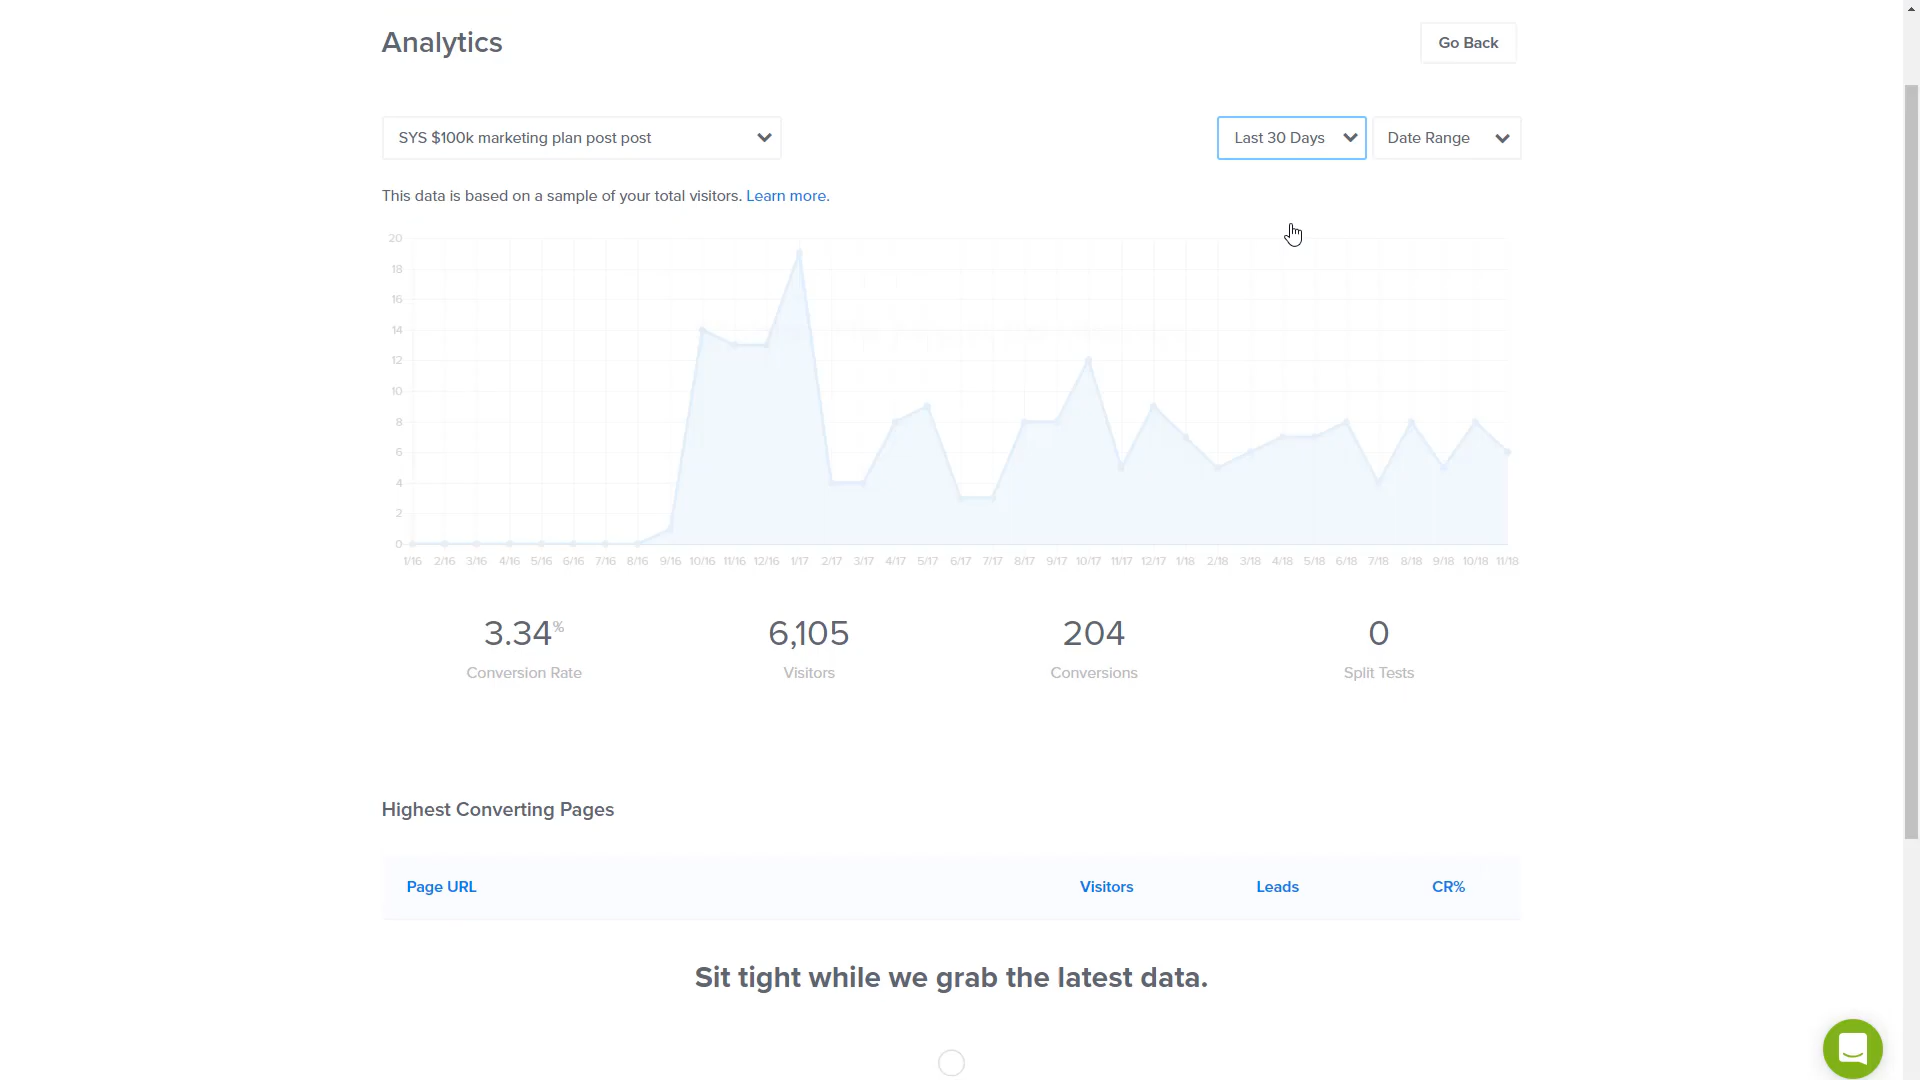 Analytics
Go Back
SYS $100k marketing plan post post
Last 30 Days
Date Range
This data is based on a sample of your total visitors. Learn more.
20
18
16
14
12
10
8
6
4
2
0
1/16 2/16 3/16 4/16 5/16 6/16 7/16 8/16 9/16 10/16 11/16 12/16 1/17 2/17 3/17 4/17 5/17 6/17 7/17 8/17 9/17 10/17 11/17 12/17 1/18 2/18 3/18 4/18 5/18 6/18 7/18 8/18 9/18 10/18 11/18
3.34% 6,105 204 0
Conversion Rate Visitors Conversions Split Tests
Highest Converting Pages
Page URL Visitors Leads CR%
Sit tight while we grab the latest data.